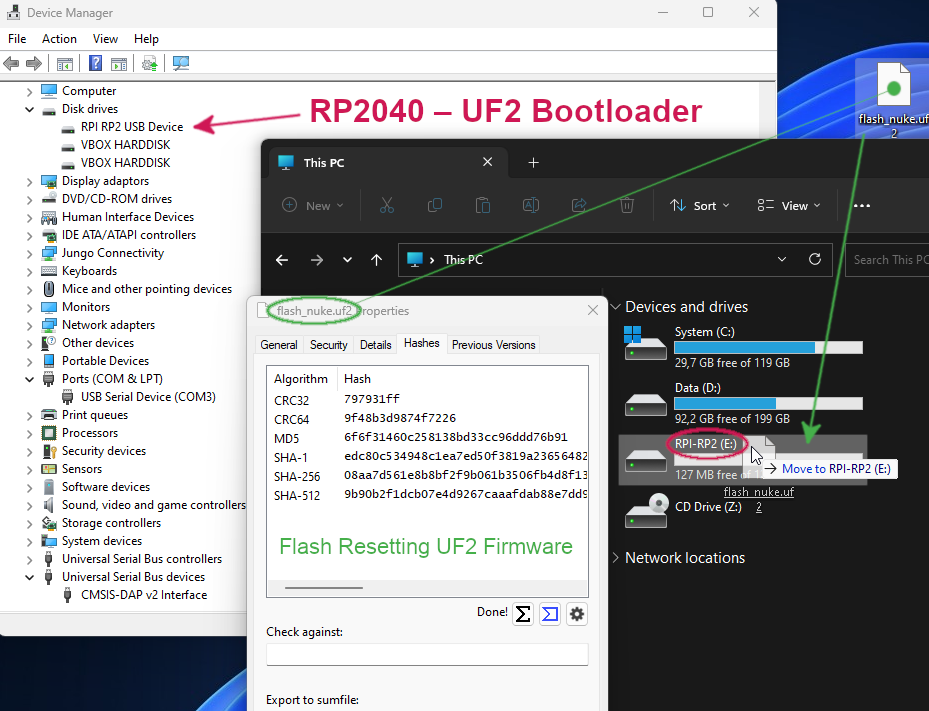 Device Manager
File Action View Help
Computer
Disk drives
RPI RP2 USB Device
VBOX HARDDISK
VBOX HARDDISK
Display adaptors
DVD/CD-ROM drives
Human Interface Devices
IDE ATA/ATAPI controllers
Jungo Connectivity
Keyboards
Mice and other pointing devices
Monitors
Network adapters
Other devices
Portable Devices
Ports (COM & LPT)
USB Serial Device (COM3)
Print queues
Processors
Security devices
Sensors
Software devices
Sound, video and game controllers
Storage controllers
System devices
Universal Serial Bus controllers
Universal Serial Bus devices
CMSIS-DAP v2 Interface
RP2040 – UF2 Bootloader
flash_nuke.uf
2
This PC
New
Sort
View
This PC
Search This PC
flash_nuke.uf2 Properties
General Security Details Hashes Previous Versions
Algorithm Hash
CRC32 797931ff
CRC64 9f48b3d9874f7226
MD5 6f6f31460c258138bd33cc96ddd76b91
SHA-1 edc80c534948c1ea7ed50f3819a23656482
SHA-256 08aa7d561e8b8bf2f9b061b3506fb4d8f13
SHA-512 9b90b2f1dcb07e4d9267caaafdab88e7dd9
Flash Resetting UF2 Firmware
Done!
Check against:
Export to sumfile:
Devices and drives
System (C:)
29,7 GB free of 119 GB
Data (D:)
92,2 GB free of 199 GB
RPI-RP2 (E:)
127 MB free of
Move to RPI-RP2 (E:)
flash_nuke.uf
2
CD Drive (Z:)
Network locations